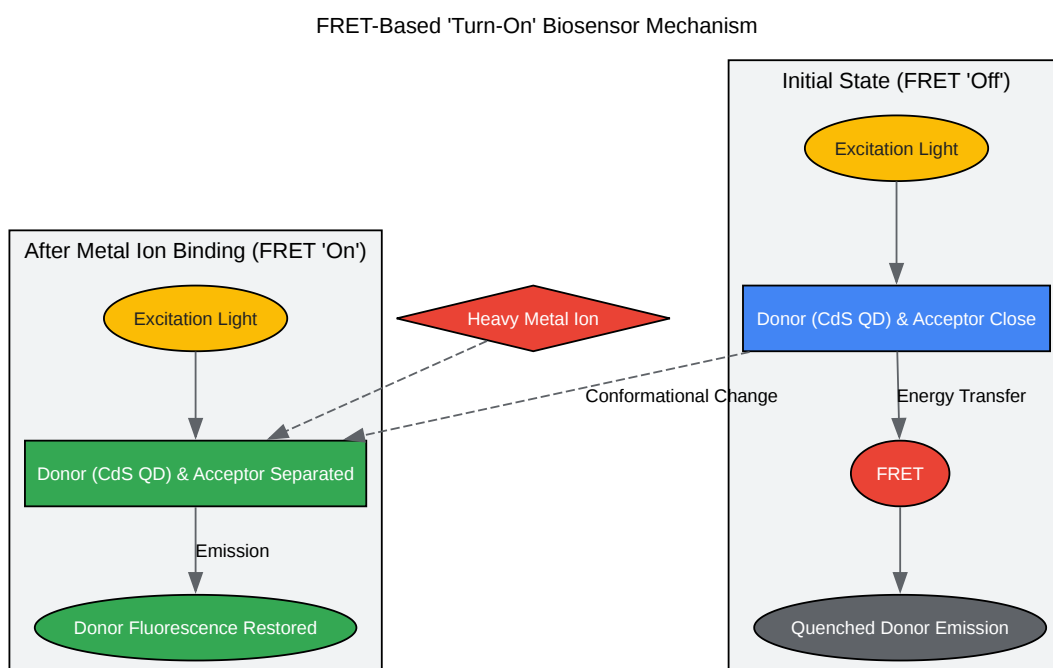 FRET-Based 'Turn-On' Biosensor Mechanism
Initial State (FRET 'Off')
Excitation Light
Donor (CdS QD) & Acceptor Close
Energy Transfer
FRET
Quenched Donor Emission
Heavy Metal Ion
Conformational Change
After Metal Ion Binding (FRET 'On')
Excitation Light
Donor (CdS QD) & Acceptor Separated
Emission
Donor Fluorescence Restored